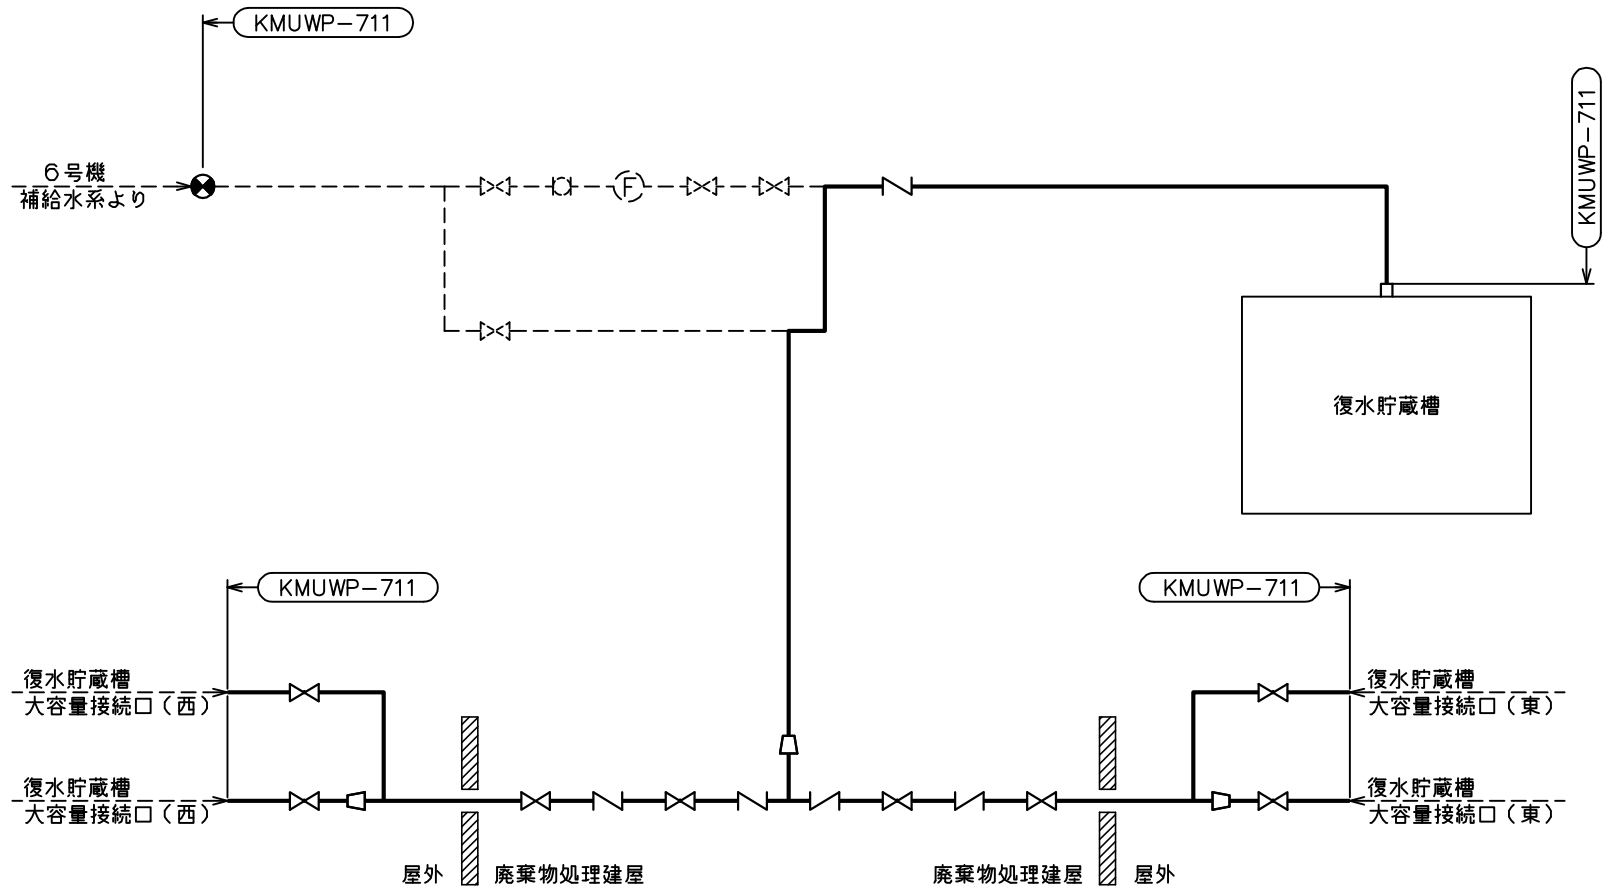 KMUWP-711
KMUWP-711
6号機
補給水系より
F
復水貯蔵槽
KMUWP-711
KMUWP-711
復水貯蔵槽
大容量接続口(西)
復水貯蔵槽
大容量接続口(東)
復水貯蔵槽
大容量接続口(西)
復水貯蔵槽
大容量接続口(東)
屋外
廃棄物処理建屋
廃棄物処理建屋
屋外